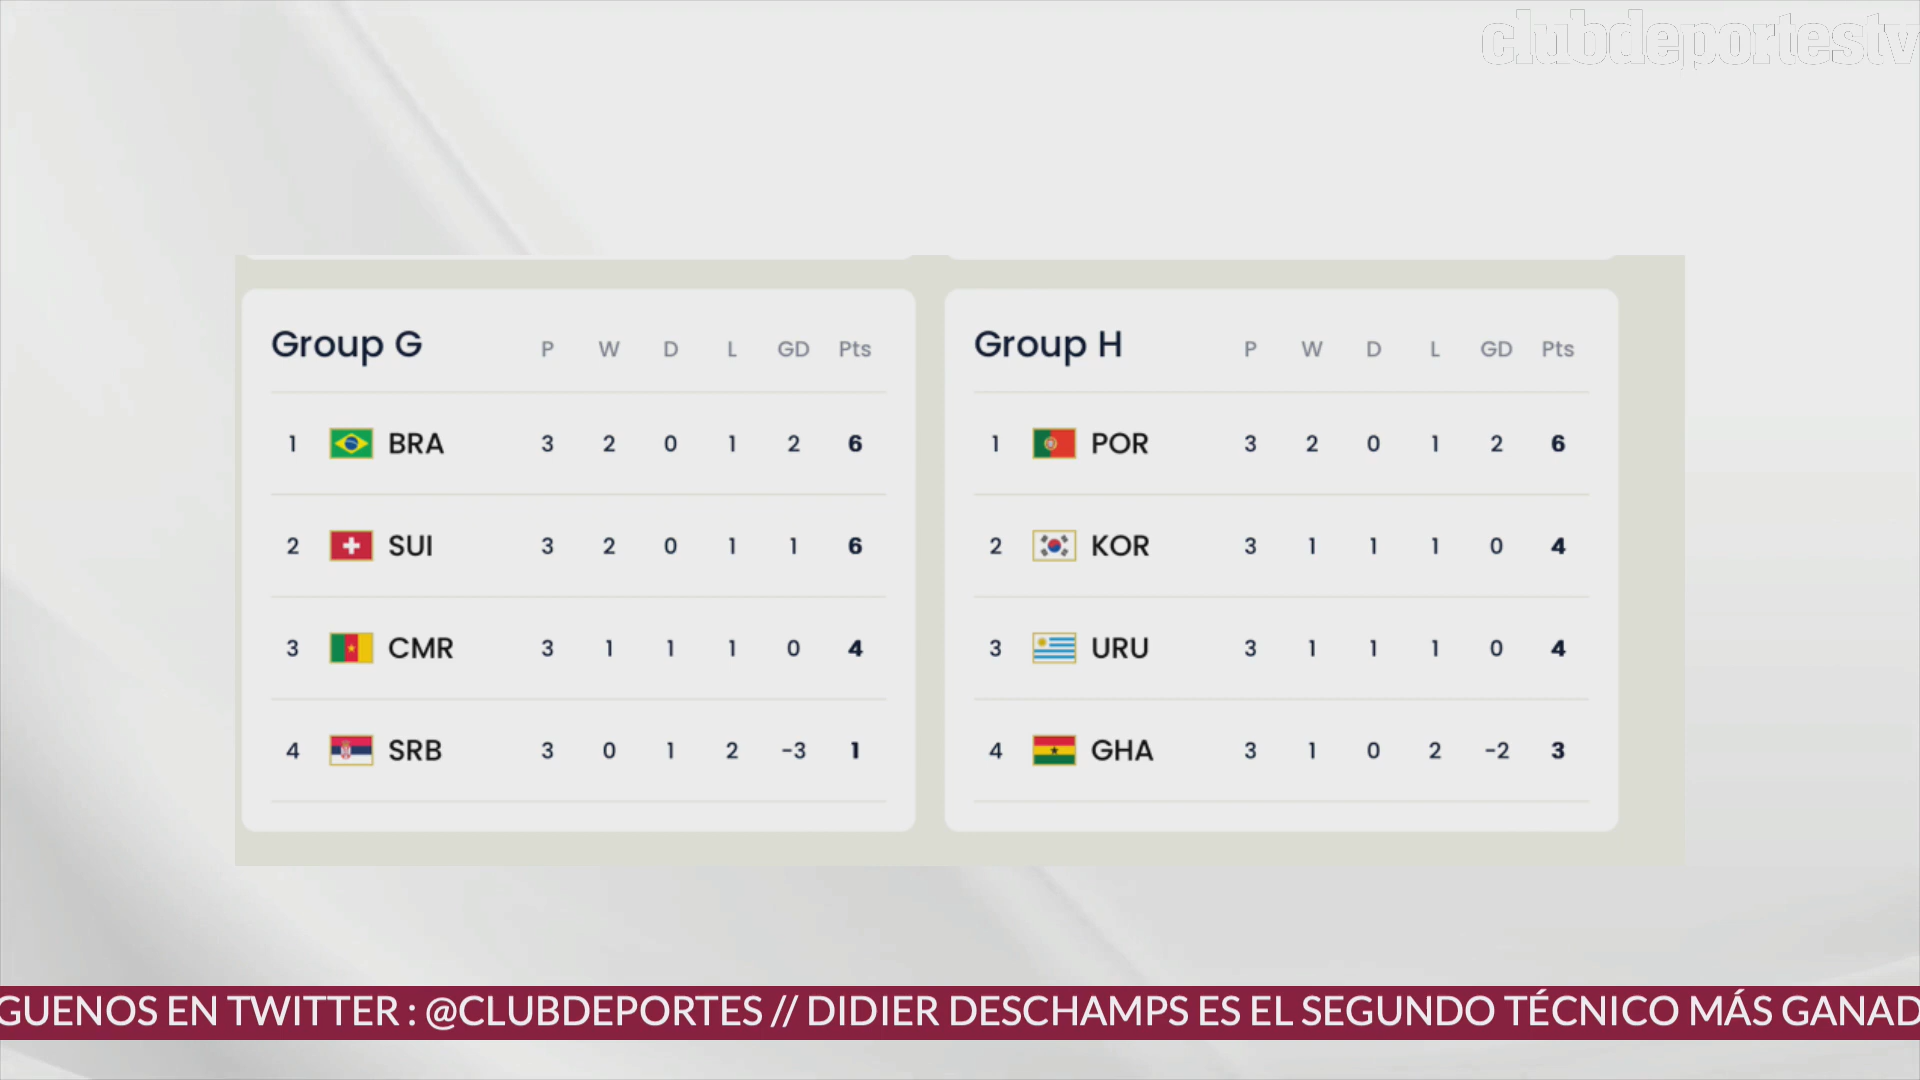 clubdeportestv
Group G P W D L GD Pts
1 BRA 3 2 0 1 2 6
2 SUI 3 2 0 1 1 6
3 CMR 3 1 1 1 0 4
4 SRB 3 0 1 2 -3 1
Group H P W D L GD Pts
1 POR 3 2 0 1 2 6
2 KOR 3 1 1 1 0 4
3 URU 3 1 1 1 0 4
4 GHA 3 1 0 2 -2 3
GUENOS EN TWITTER : @CLUBDEPORTES // DIDIER DESCHAMPS ES EL SEGUNDO TÉCNICO MÁS GANAD